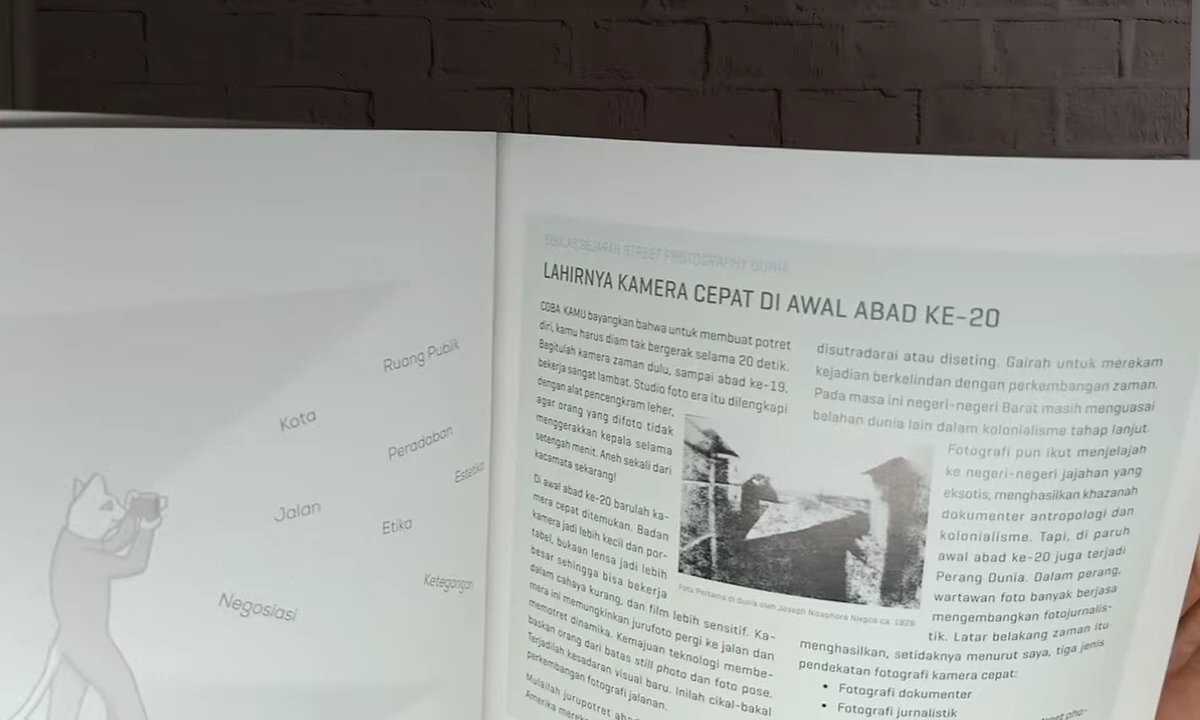 Ruang Publik
Kota
Peradaban
Estetika
Jalan
Etika
Ketegangan
Negosiasi
SEKILAS SEJARAH STREET PHOTOGRAPHY DUNIA
LAHIRNYA KAMERA CEPAT DI AWAL ABAD KE-20
COBA KAMU bayangkan bahwa untuk membuat potret
diri, kamu harus diam tak bergerak selama 20 detik.
Begitulah kamera zaman dulu, sampai abad ke-19,
bekerja sangat lambat. Studio foto era itu dilengkapi
dengan alat pencengkram leher,
agar orang yang difoto tidak
menggerakkan kepala selama
setengah menit. Aneh sekali dari
kacamata sekarang!
Di awal abad ke-20 barulah ka-
mera cepat ditemukan. Badan
kamera jadi lebih kecil dan por-
tabel, bukaan lensa jadi lebih
besar sehingga bisa bekerja
dalam cahaya kurang, dan film lebih sensitif. Ka-
mera ini memungkinkan jurufoto pergi ke jalan dan
memotret dinamika. Kemajuan teknologi membe-
baskan orang dari batas still photo dan foto pose.
Terjadilah kesadaran visual baru. Inilah cikal-bakal
perkembangan fotografi jalanan.
Mulailah jurupotret
Amerika
Foto Pertama di dunia oleh Joseph Nicephore Niepce ca. 1826
disutradarai atau diseting. Gairah untuk merekam
kejadian berkelindan dengan perkembangan zaman.
Pada masa ini negeri-negeri Barat masih menguasai
belahan dunia lain dalam kolonialisme tahap lanjut.
Fotografi pun ikut menjelajah
ke negeri-negeri jajahan yang
eksotis, menghasilkan khazanah
dokumenter antropologi dan
kolonialisme. Tapi, di paruh
awal abad ke-20 juga terjadi
Perang Dunia. Dalam perang,
wartawan foto banyak berjasa
mengembangkan fotojurnalis-
tik. Latar belakang zaman itu
menghasilkan, setidaknya menurut saya, tiga jenis
pendekatan fotografi kamera cepat:
• Fotografi dokumenter
• Fotografi jurnalistik